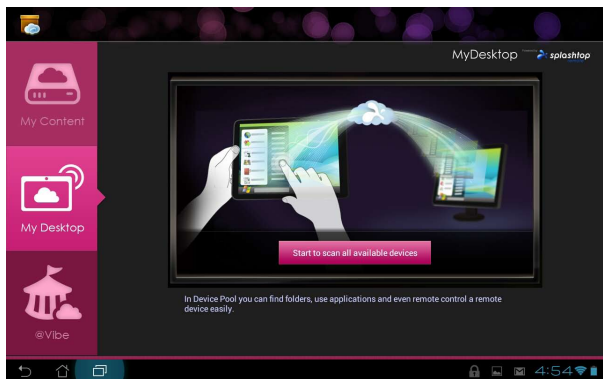 MyDesktop splashtop
My Content
My Desktop
Start to scan all available devices
In Device Pool you can find folders, use applications and even remote control a remote
device easily.
@Vibe
4:54